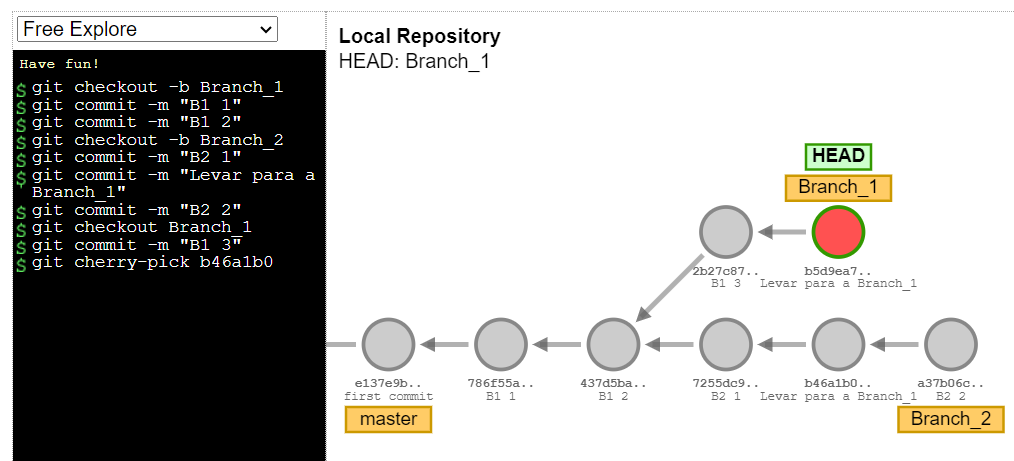 Free Explore
Have fun!
$ git checkout -b Branch_1
$ git commit -m "B1 1"
$ git commit -m "B1 2"
$ git checkout -b Branch_2
$ git commit -m "B2 1"
$ git commit -m "Levar para a
Branch_1"
$ git commit -m "B2 2"
$ git checkout Branch_1
$ git commit -m "B1 3"
$ git cherry-pick b46a1b0
Local Repository
HEAD: Branch_1
HEAD
Branch_1
2b27c87.. b5d9ea7..
B1 3 Levar para a Branch_1
e137e9b.. 786f55a.. 437d5ba.. 7255dc9.. b46a1b0.. a37b06c..
first commit B1 1 B1 2 B2 1 Levar para a Branch_1 B2 2
master Branch_2